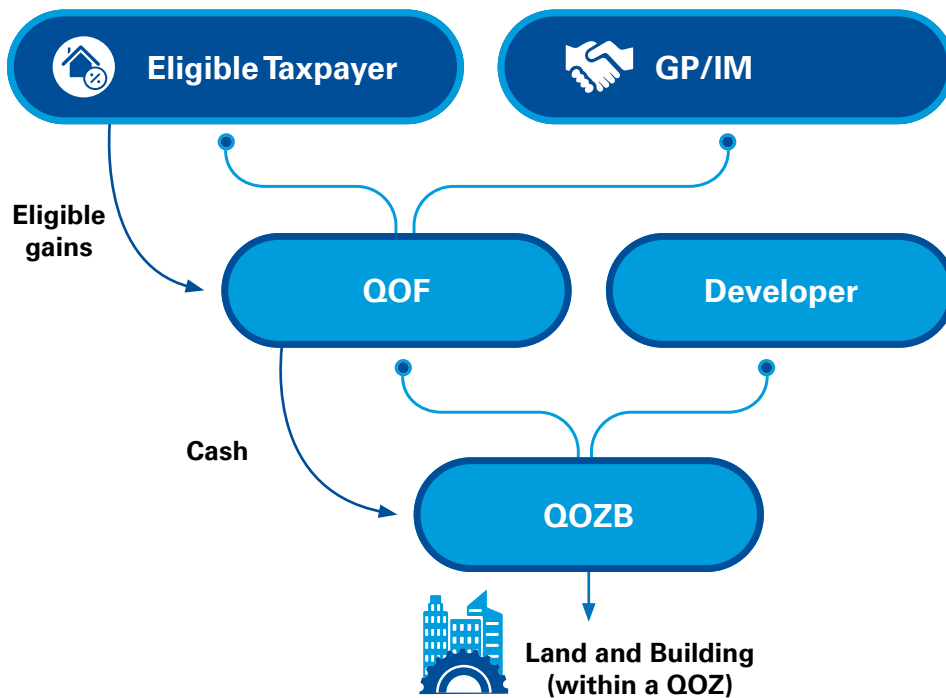 Eligible Taxpayer
GP/IM
Eligible
gains
QOF
Developer
Cash
QOZB
Land and Building
(within a QOZ)